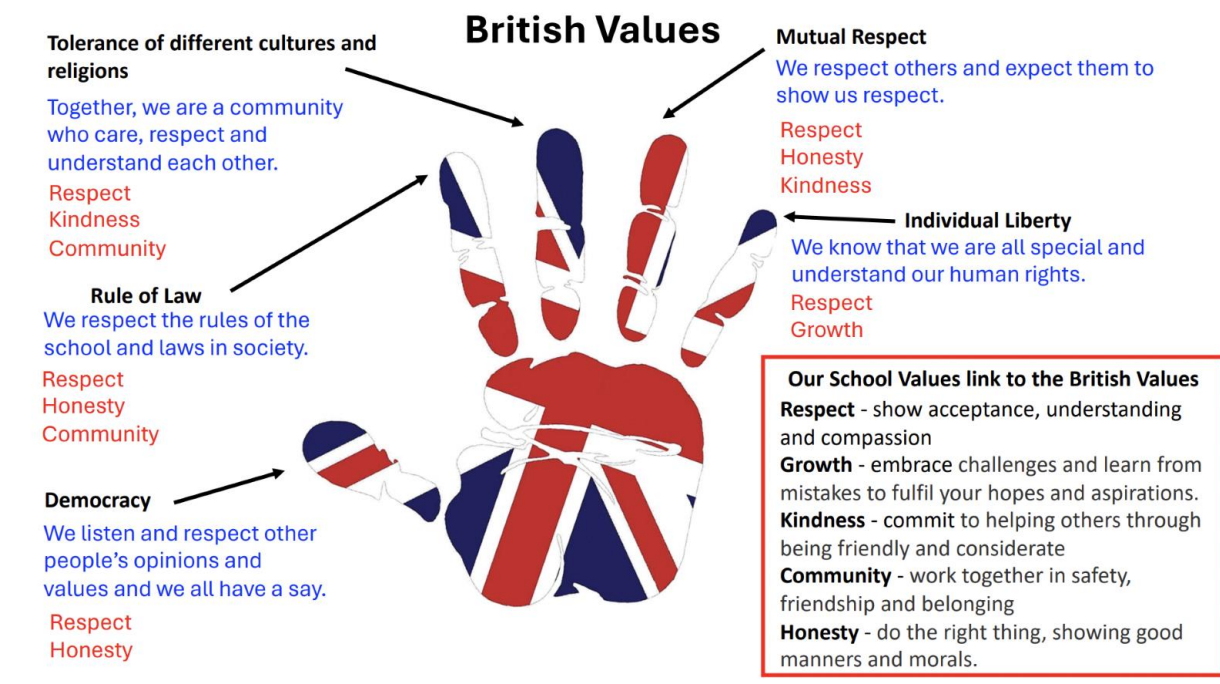 British Values
Tolerance of different cultures and
religions
Together, we are a community
who care, respect and
understand each other.
Respect
Kindness
Community
Rule of Law
We respect the rules of the
school and laws in society.
Respect
Honesty
Community
Democracy
We listen and respect other
people’s opinions and
values and we all have a say.
Respect
Honesty
Mutual Respect
We respect others and expect them to
show us respect.
Respect
Honesty
Kindness
Individual Liberty
We know that we are all special and
understand our human rights.
Respect
Growth
Our School Values link to the British Values
Respect - show acceptance, understanding
and compassion
Growth - embrace challenges and learn from
mistakes to fulfil your hopes and aspirations.
Kindness - commit to helping others through
being friendly and considerate
Community - work together in safety,
friendship and belonging
Honesty - do the right thing, showing good
manners and morals.